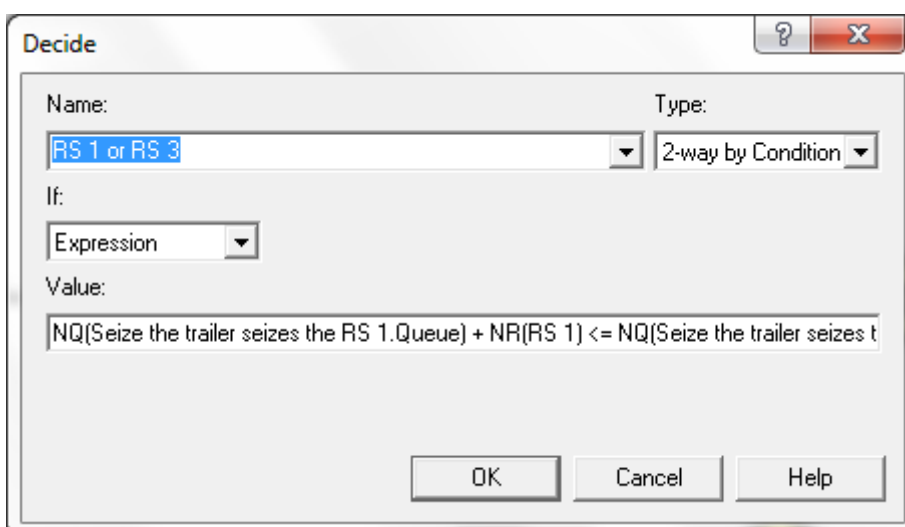 Decide
Name: Type:
RS 1 or RS 3 2-way by Condition
If:
Expression
Value:
NQ(Seize the trailer seizes the RS 1.Queue) + NR(RS 1) <= NQ(Seize the trailer seizes t
OK Cancel Help